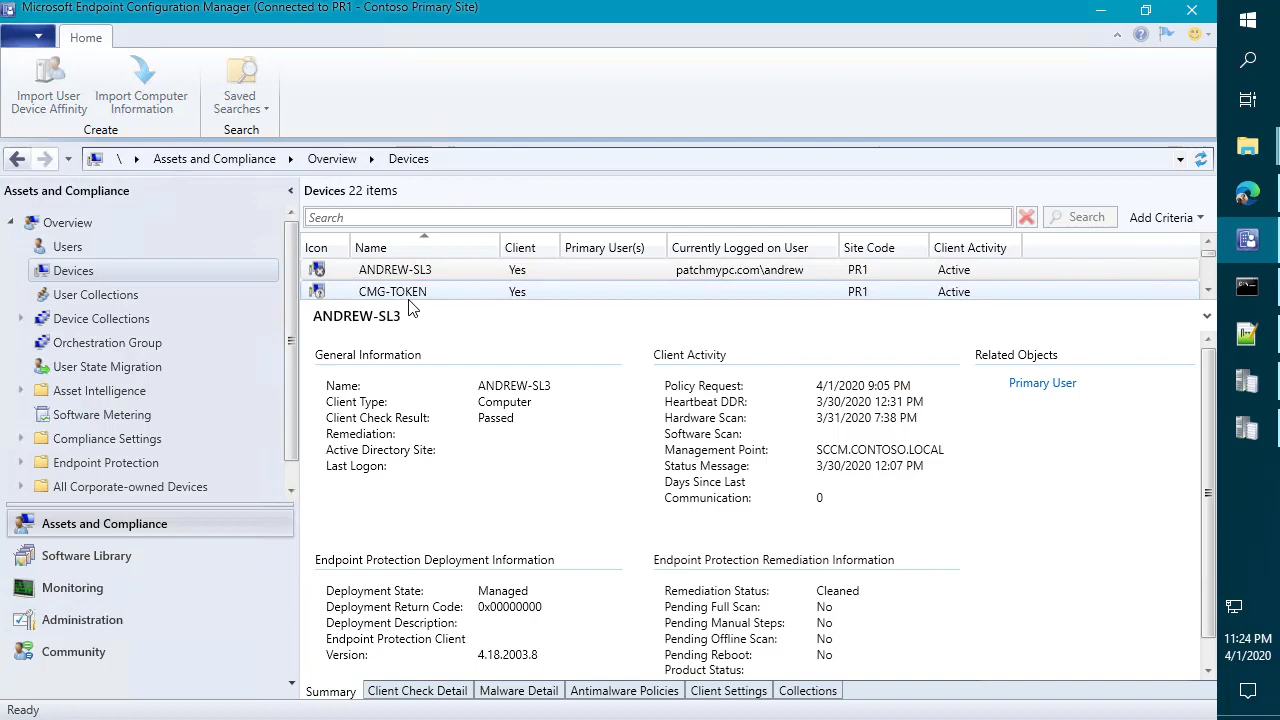 Microsoft Endpoint Configuration Manager (Connected to PR1 - Contoso Primary Site)
Home
Import User Device Affinity
Import Computer Information
Saved Searches
Create
Search
\ Assets and Compliance Overview Devices
Assets and Compliance
Overview
Users
Devices
User Collections
Device Collections
Orchestration Group
User State Migration
Asset Intelligence
Software Metering
Compliance Settings
Endpoint Protection
All Corporate-owned Devices
Assets and Compliance
Software Library
Monitoring
Administration
Community
Devices 22 items
Search
Search
Add Criteria
Icon Name Client Primary User(s) Currently Logged on User Site Code Client Activity
ANDREW-SL3 Yes patchmypc.com\andrew PR1 Active
CMG-TOKEN Yes PR1 Active
ANDREW-SL3
General Information
Name: ANDREW-SL3
Client Type: Computer
Client Check Result: Passed
Remediation:
Active Directory Site:
Last Logon:
Client Activity
Policy Request: 4/1/2020 9:05 PM
Heartbeat DDR: 3/30/2020 12:31 PM
Hardware Scan: 3/31/2020 7:38 PM
Software Scan:
Management Point: SCCM.CONTOSO.LOCAL
Status Message: 3/30/2020 12:07 PM
Days Since Last
Communication: 0
Related Objects
Primary User
Endpoint Protection Deployment Information
Deployment State: Managed
Deployment Return Code: 0x00000000
Deployment Description:
Endpoint Protection Client
Version: 4.18.2003.8
Endpoint Protection Remediation Information
Remediation Status: Cleaned
Pending Full Scan: No
Pending Manual Steps: No
Pending Offline Scan: No
Pending Reboot: No
Product Status:
Summary Client Check Detail Malware Detail Antimalware Policies Client Settings Collections
Ready
11:24 PM
4/1/2020